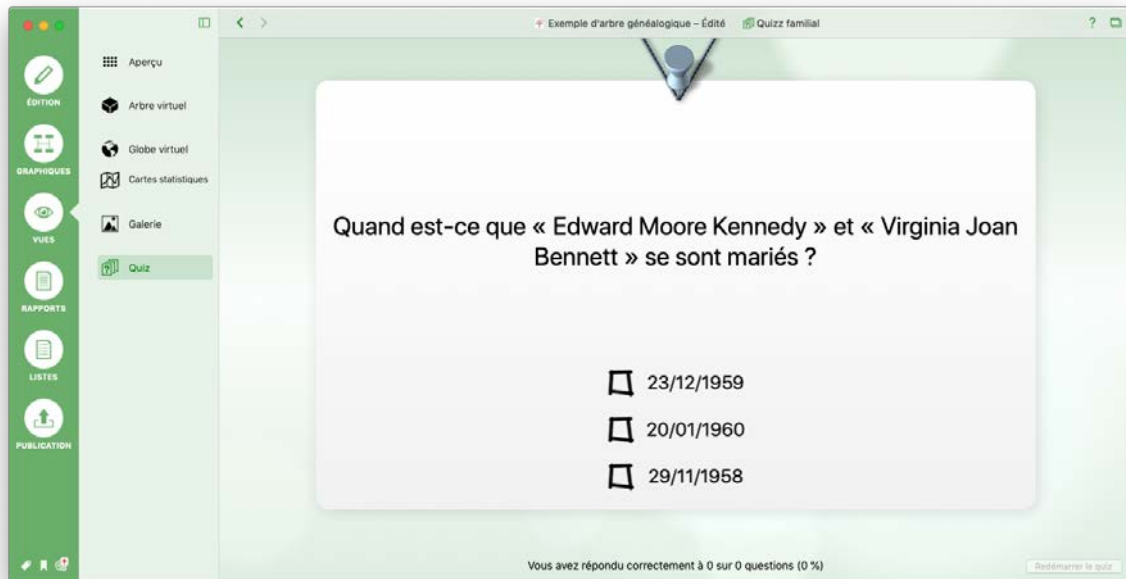 Exemple d'arbre généalogique – Édité
Quizz familial
?
ÉDITION
GRAPHIQUES
VUES
RAPPORTS
LISTES
PUBLICATION
Aperçu
Arbre virtuel
Globe virtuel
Cartes statistiques
Galerie
Quiz
Quand est-ce que « Edward Moore Kennedy » et « Virginia Joan
Bennett » se sont mariés ?
23/12/1959
20/01/1960
29/11/1958
Vous avez répondu correctement à 0 sur 0 questions (0 %)
Redémarrer le quiz